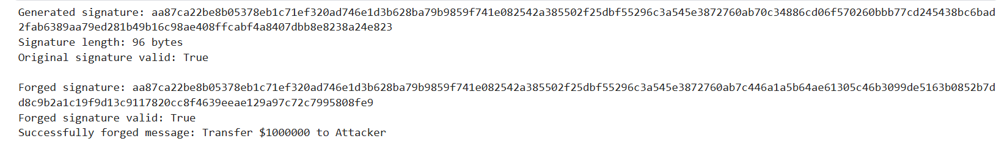 Generated signature: aa87ca22be8b05378eb1c71ef320ad746e1d3b628ba79b9859f741e082542a385502f25dbf55296c3a545e3872760ab70c34886cd06f570260bbb77cd245438bc6bad
2fab6389aa79ed281b49b16c98ae408ffcabf4a8407dbb8e8238a24e823
Signature length: 96 bytes
Original signature valid: True
Forged signature: aa87ca22be8b05378eb1c71ef320ad746e1d3b628ba79b9859f741e082542a385502f25dbf55296c3a545e3872760ab7c446a1a5b64ae61305c46b3099de5163b0852b7d
d8c9b2a1c19f9d13c9117820cc8f4639eeae129a97c72c7995808fe9
Forged signature valid: True
Successfully forged message: Transfer $1000000 to Attacker